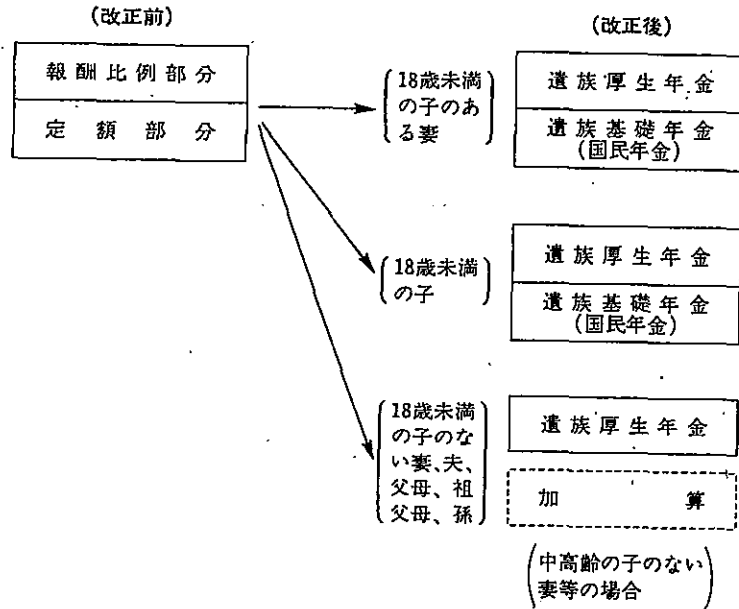 (改正前)
報酬比例部分
定額部分
(改正後)
18歳未満
の子のあ
る妻
遺族厚生年金
遺族基礎年金
(国民年金)
18歳未満
の子
遺族厚生年金
遺族基礎年金
(国民年金)
18歳未満
の子のな
い妻、夫、
父母、祖
父母、孫
遺族厚生年金
加算
(中高齢の子のない
妻等の場合)